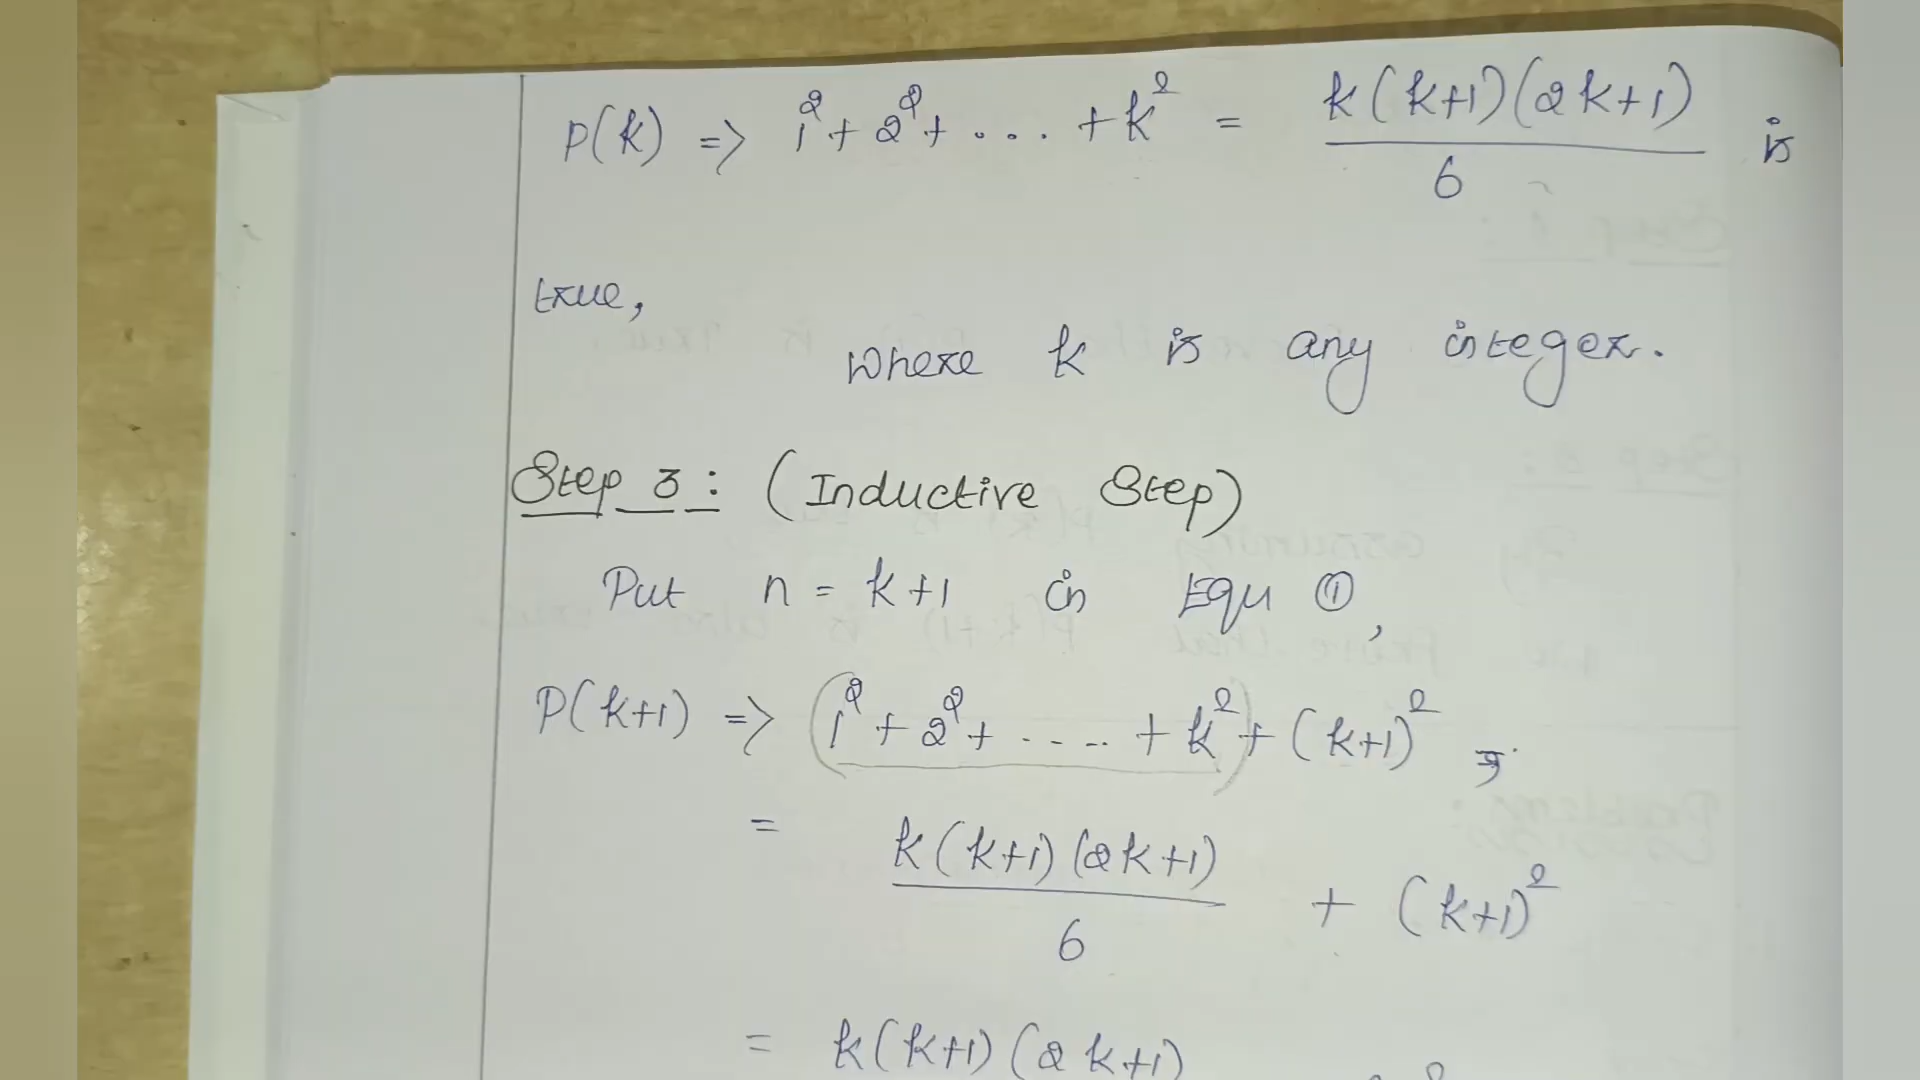 P(k) => 1² + 2² + .... + k² = k(k+1)(2k+1) / 6 is
true,
where k is any integer.
Step 3: (Inductive Step)
Put n = k+1 in Equ ①,
P(k+1) => (1² + 2² + ..... + k²) + (k+1)²
= k(k+1)(2k+1) / 6 + (k+1)²
= k(k+1)(2k+1)